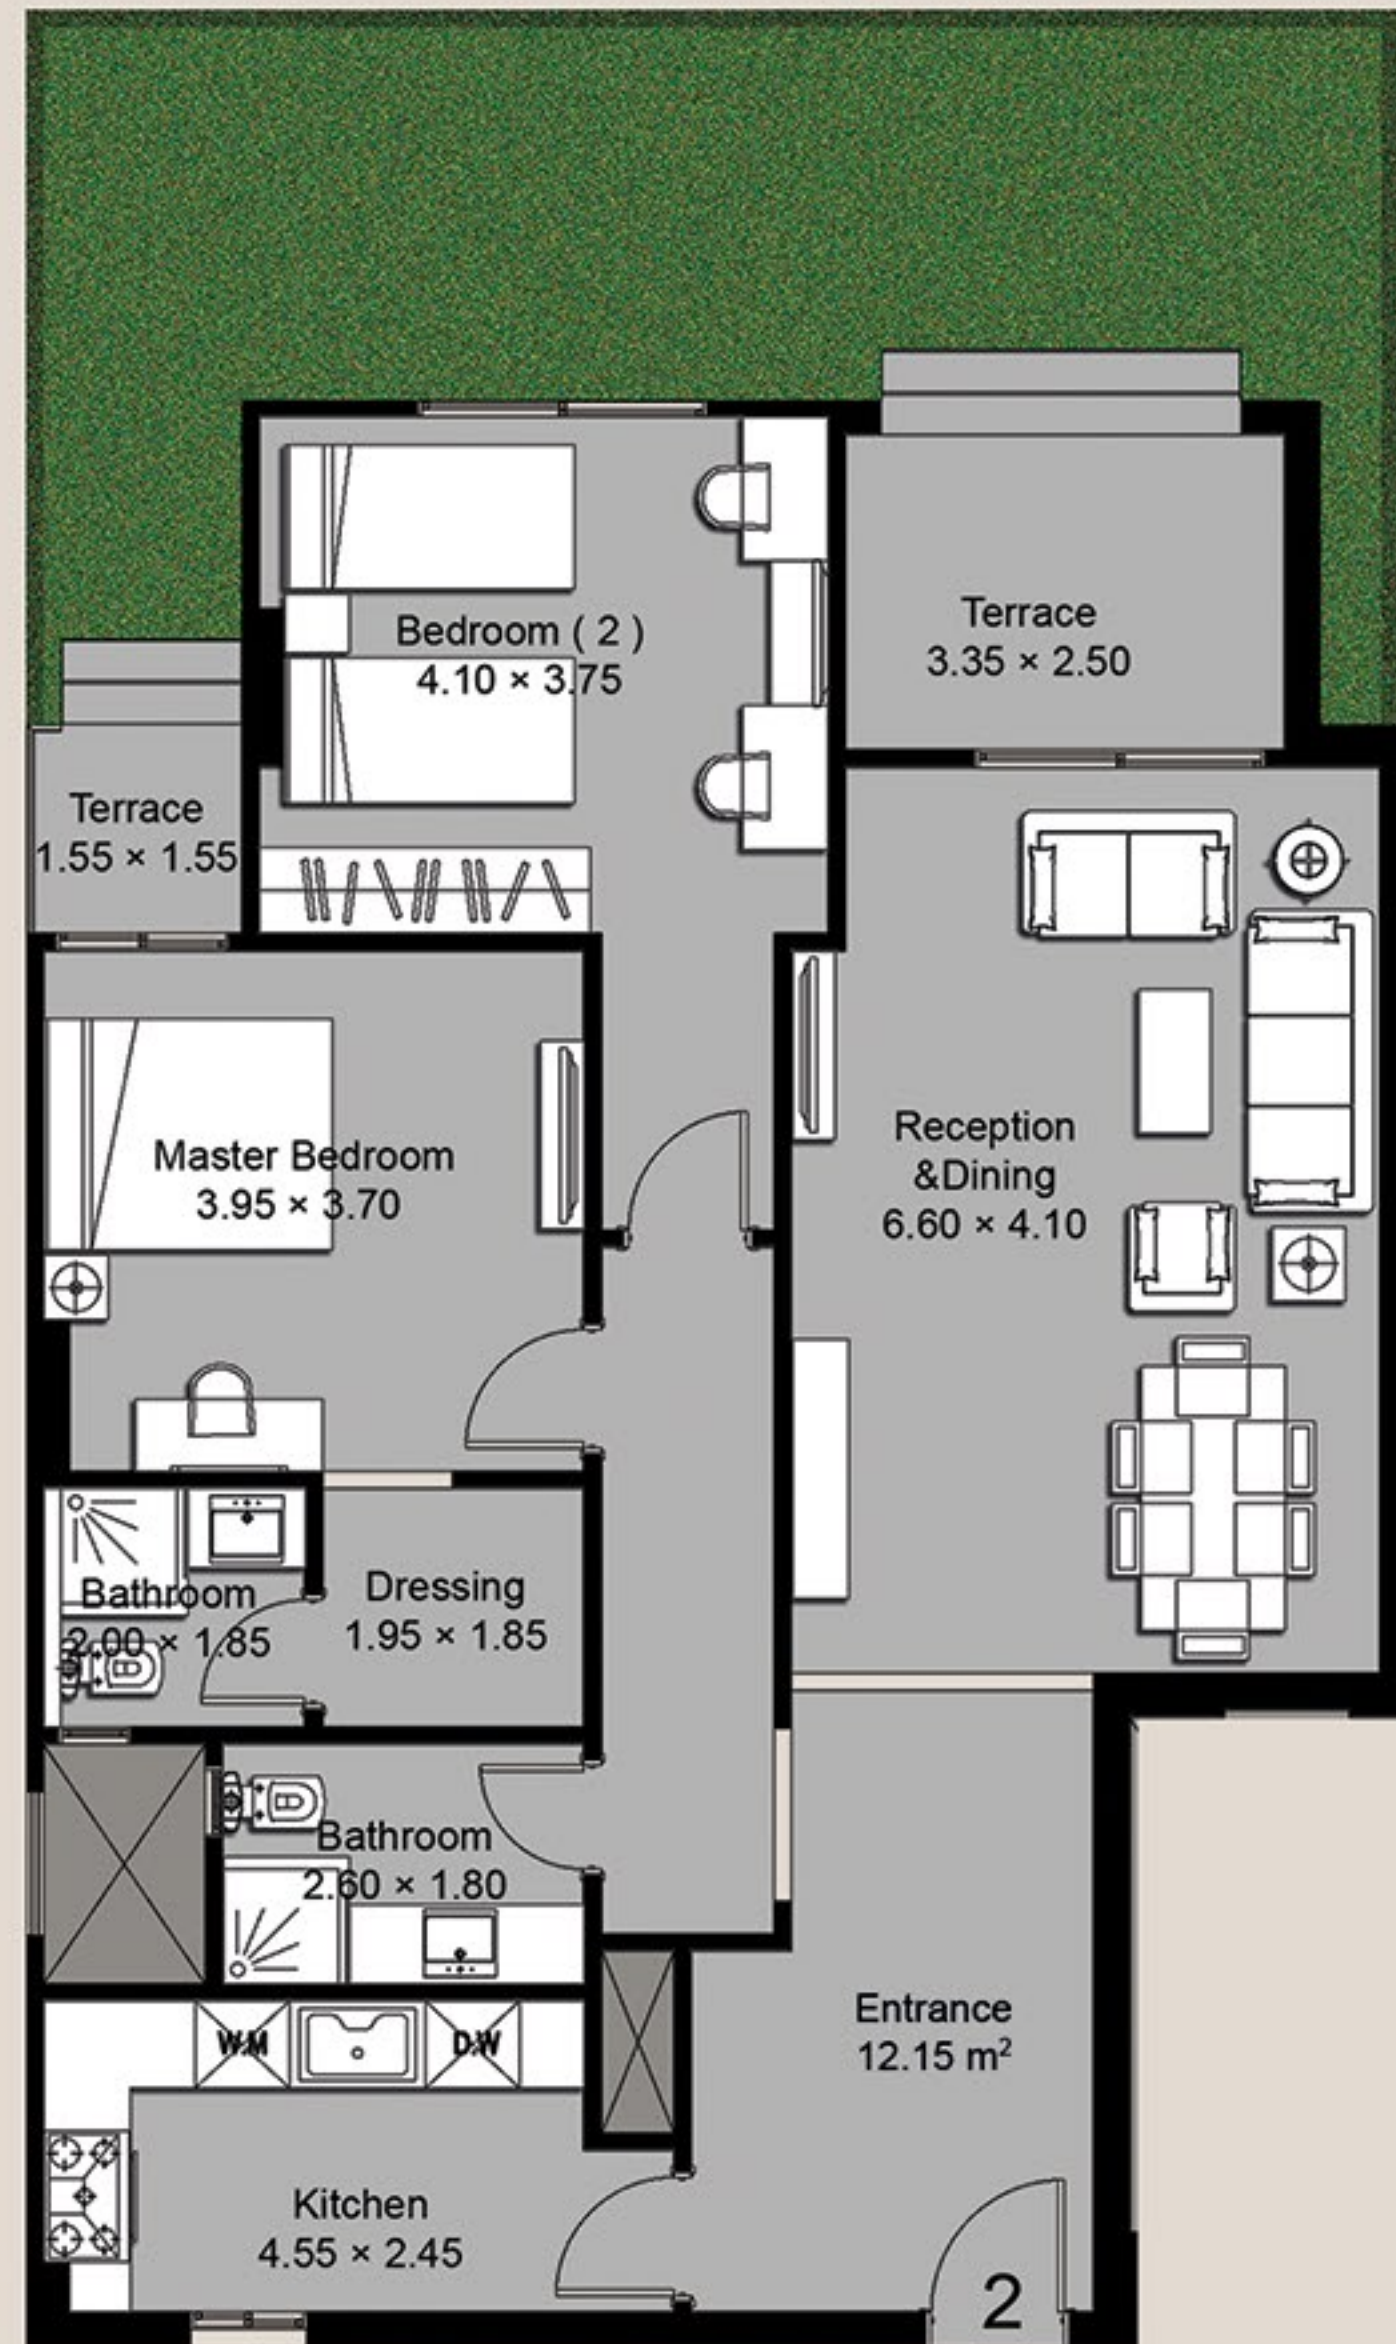 Bedroom ( 2 )
4.10 × 3.75
Terrace
3.35 × 2.50
Terrace
1.55 × 1.55
Master Bedroom
3.95 × 3.70
Reception
&Dining
6.60 × 4.10
Bathroom
2.00 × 1.85
Dressing
1.95 × 1.85
Bathroom
2.60 × 1.80
Entrance
12.15 m²
W.M
D.W
Kitchen
4.55 × 2.45
2